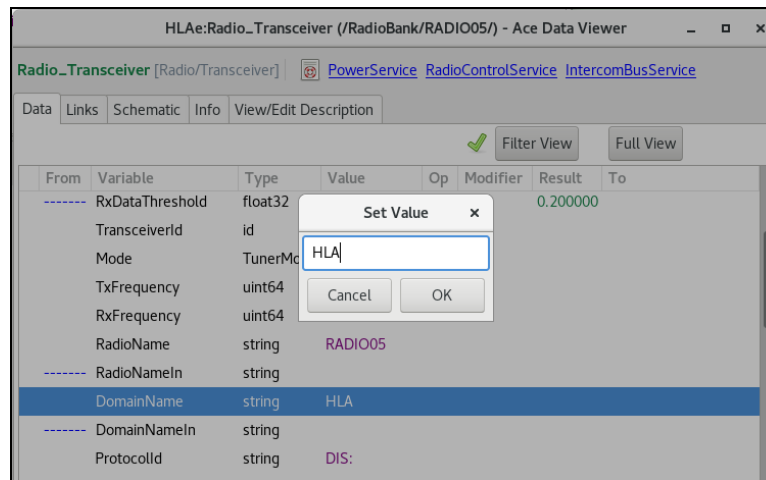 HLAe:Radio_Transceiver (/RadioBank/RADIO05/) - Ace Data Viewer
Radio_Transceiver [Radio/Transceiver] PowerService RadioControlService IntercomBusService
Data Links Schematic Info View/Edit Description
Filter View Full View
From Variable Type Value Op Modifier Result To
------- RxDataThreshold float32 0.200000
Set Value
TransceiverId id
HLA
Mode TunerMo
Cancel OK
TxFrequency uint64
RxFrequency uint64
RadioName string RADIO05
------- RadioNameIn string
DomainName string HLA
------- DomainNameIn string
ProtocolId string DIS: